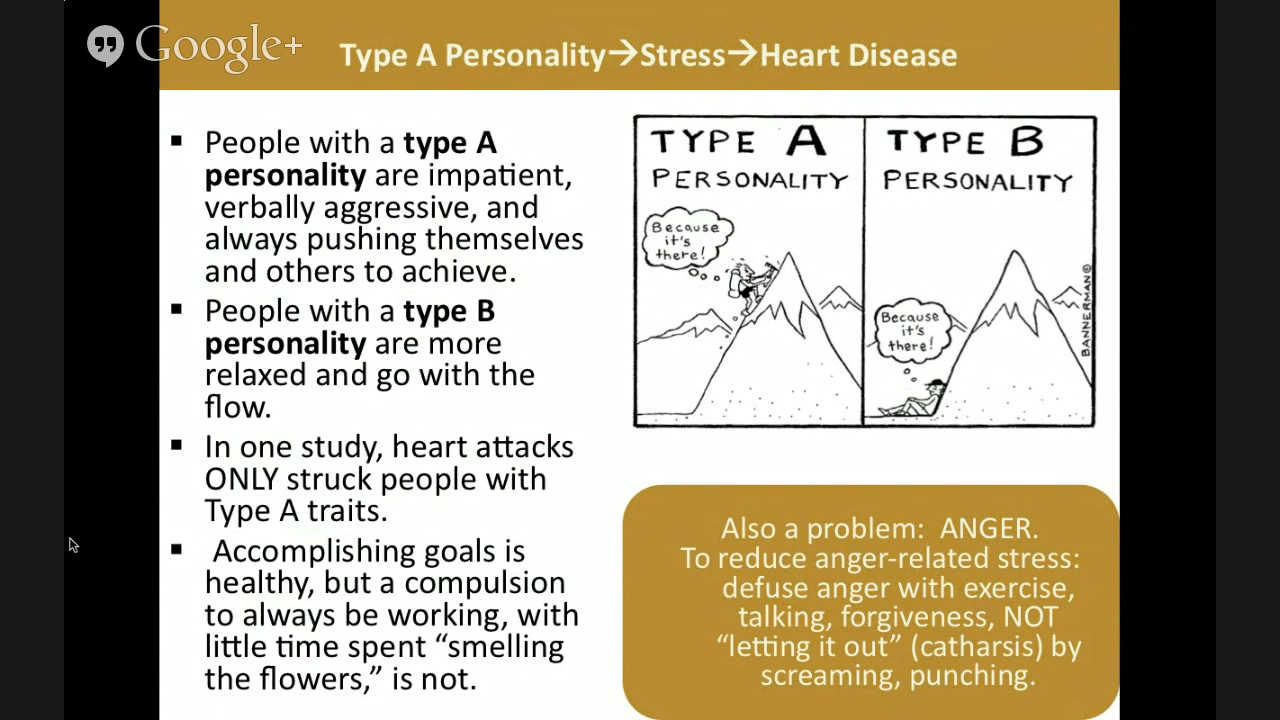 Google+
Type A Personality→Stress→Heart Disease
▪ People with a type A
personality are impatient,
verbally aggressive, and
always pushing themselves
and others to achieve.
▪ People with a type B
personality are more
relaxed and go with the
flow.
▪ In one study, heart attacks
ONLY struck people with
Type A traits.
▪ Accomplishing goals is
healthy, but a compulsion
to always be working, with
little time spent “smelling
the flowers,” is not.
TYPE A
PERSONALITY
Because
it's
there!
TYPE B
PERSONALITY
Because
it's
there!
BANNERMAN ©
Also a problem: ANGER.
To reduce anger-related stress:
defuse anger with exercise,
talking, forgiveness, NOT
“letting it out” (catharsis) by
screaming, punching.